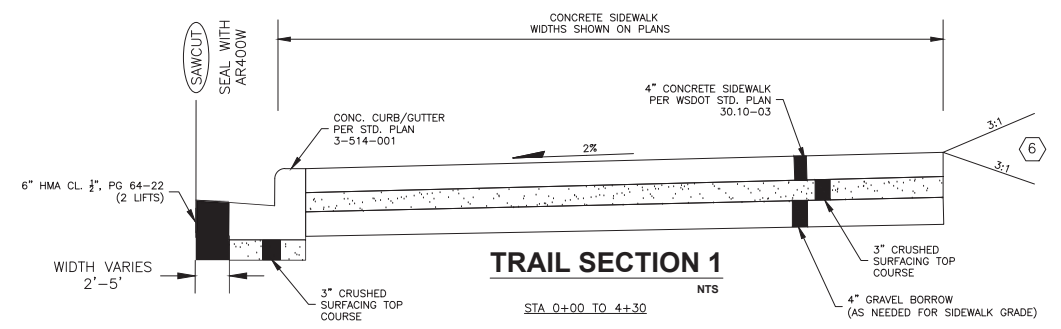 CONCRETE SIDEWALK
WIDTHS SHOWN ON PLANS
SAWCUT
SEAL WITH
AR400W
4" CONCRETE SIDEWALK
PER WSDOT STD. PLAN
30.10-03
CONC. CURB/GUTTER
PER STD. PLAN
3-514-001
2%
3:1
3:1
6
6" HMA CL. ½", PG 64-22
(2 LIFTS)
WIDTH VARIES
2'-5'
3" CRUSHED
SURFACING TOP
COURSE
TRAIL SECTION 1
NTS
STA 0+00 TO 4+30
3" CRUSHED
SURFACING TOP
COURSE
4" GRAVEL BORROW
(AS NEEDED FOR SIDEWALK GRADE)